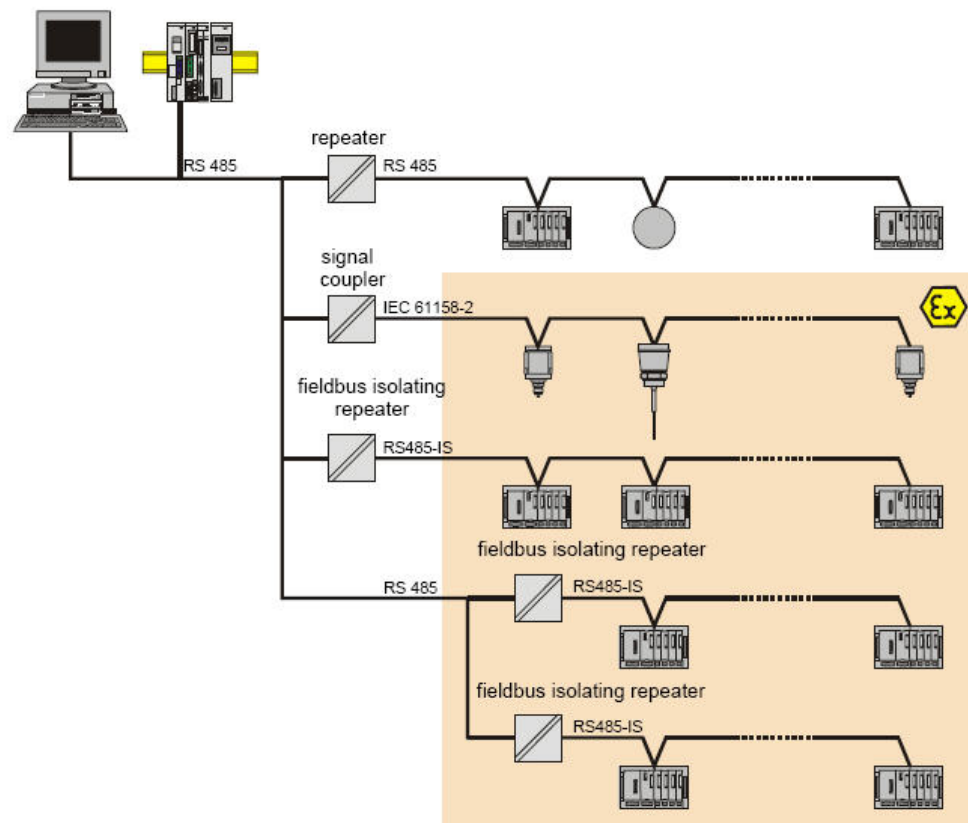 repeater
RS 485
RS 485
signal
coupler
IEC 61158-2
Ex
fieldbus isolating
repeater
RS485-IS
fieldbus isolating repeater
RS 485
RS485-IS
fieldbus isolating repeater
RS485-IS